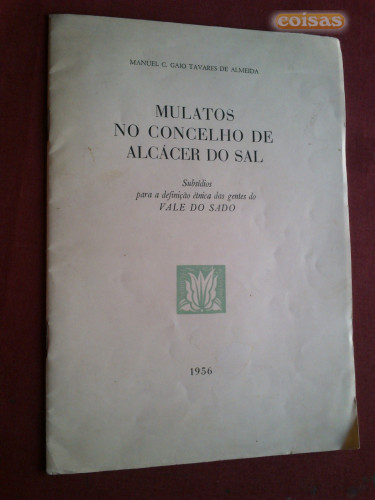 coisas
MANUEL C. GAIO TAVARES DE ALMEIDA
MULATOS
NO CONCELHO DE
ALCÁCER DO SAL
Subsídios
para a definição étnica das gentes do
VALE DO SADO
1956